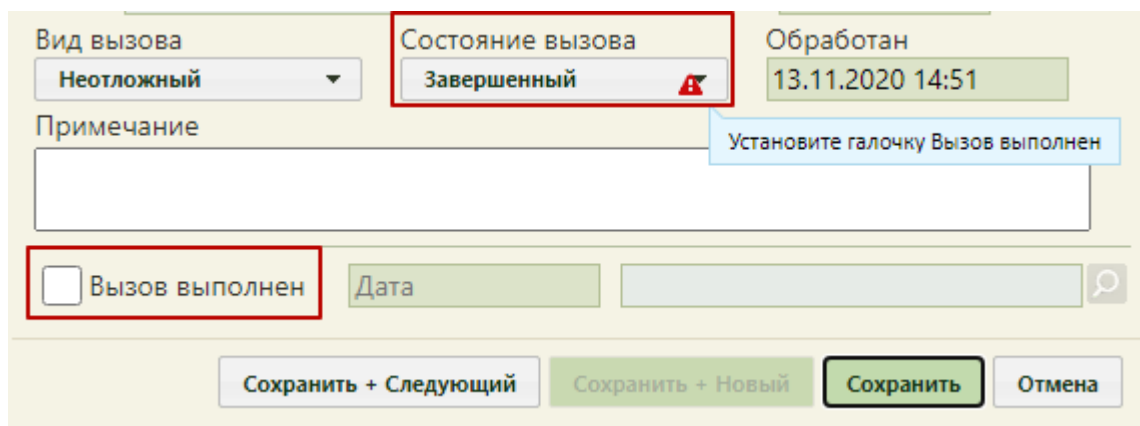 Вид вызова Состояние вызова Обработан
Неотложный Завершенный 13.11.2020 14:51
Примечание
Установите галочку Вызов выполнен
Вызов выполнен Дата
Сохранить + Следующий Сохранить + Новый Сохранить Отмена